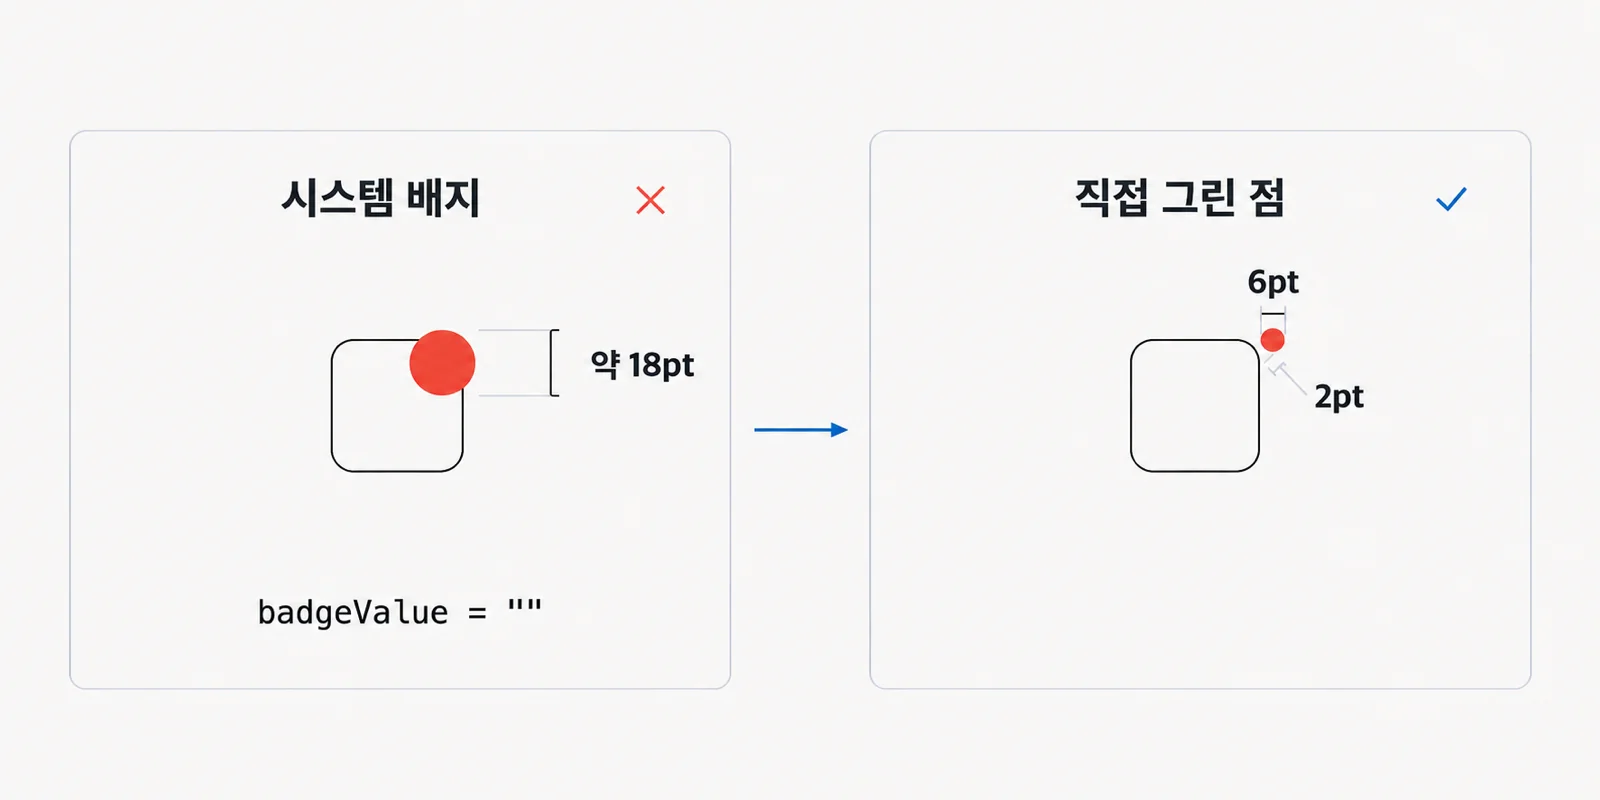 시스템 배지
약 18pt
badgeValue = ""
직접 그린 점
6pt
2pt